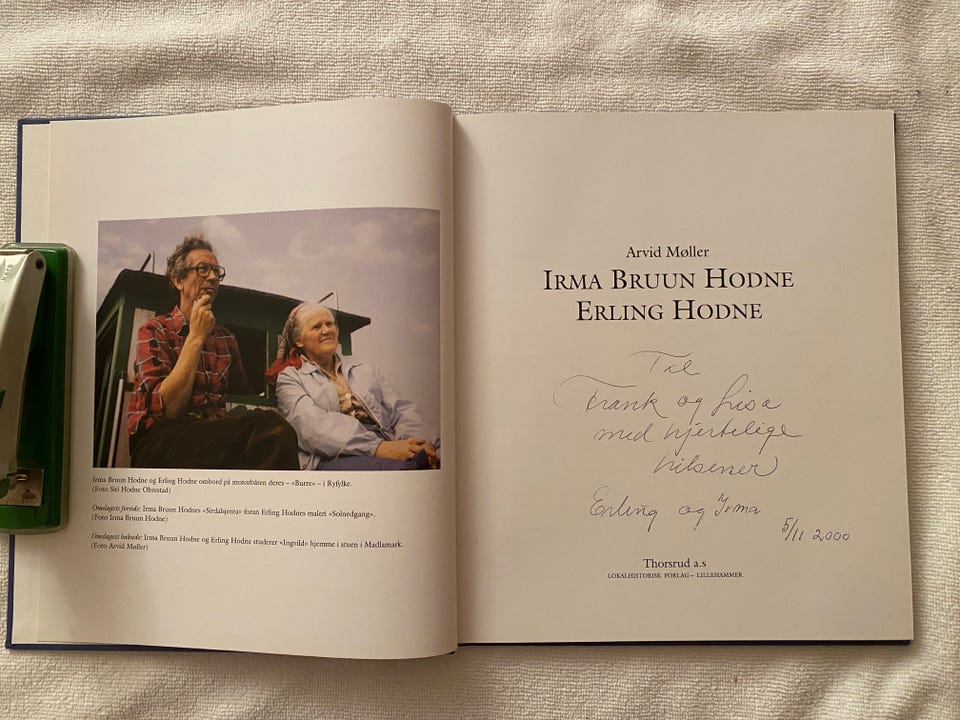 Irma Bruun Hodne og Erling Hodne ombord på motorbåten deres – «Burre» – i Ryfylke.
(Foto Siri Hodne Obrestad)
Omslagets forside: Irma Bruun Hodnes «Sirdalsjenta» foran Erling Hodnes maleri «Solnedgang».
(Foto Irma Bruun Hodne)
Omslagets bakside: Irma Bruun Hodne og Erling Hodne studerer «Ingvild» hjemme i stuen i Madlamark.
(Foto Arvid Møller)
Arvid Møller
IRMA BRUUN HODNE
ERLING HODNE
Til
Frank og Lisa
med hjertelige
hilsener
Erling og Irma
5/11 2000
Thorsrud a.s
LOKALHISTORISK FORLAG – LILLEHAMMER